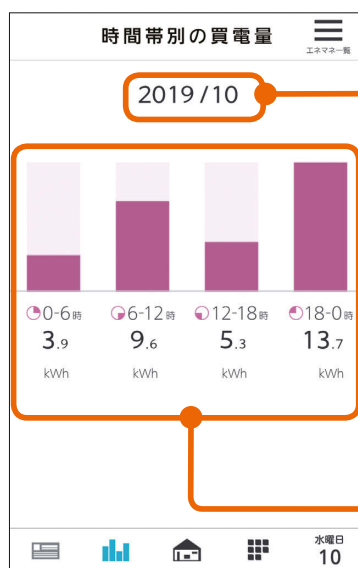 時間帯別の買電量
エネマネ一覧
2019/10
0-6時 6-12時 12-18時 18-0時
3.9 9.6 5.3 13.7
kWh kWh kWh kWh
水曜日
10